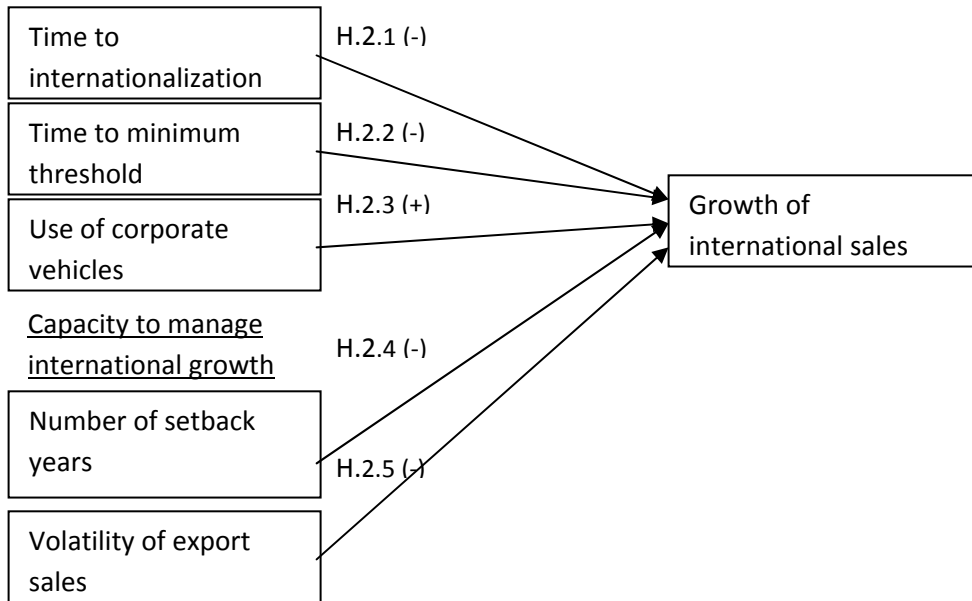 Time to
internationalization
H.2.1 (-)
Time to minimum
threshold
H.2.2 (-)
Use of corporate
vehicles
H.2.3 (+)
Growth of
international sales
Capacity to manage
international growth
H.2.4 (-)
Number of setback
years
H.2.5 (-)
Volatility of export
sales